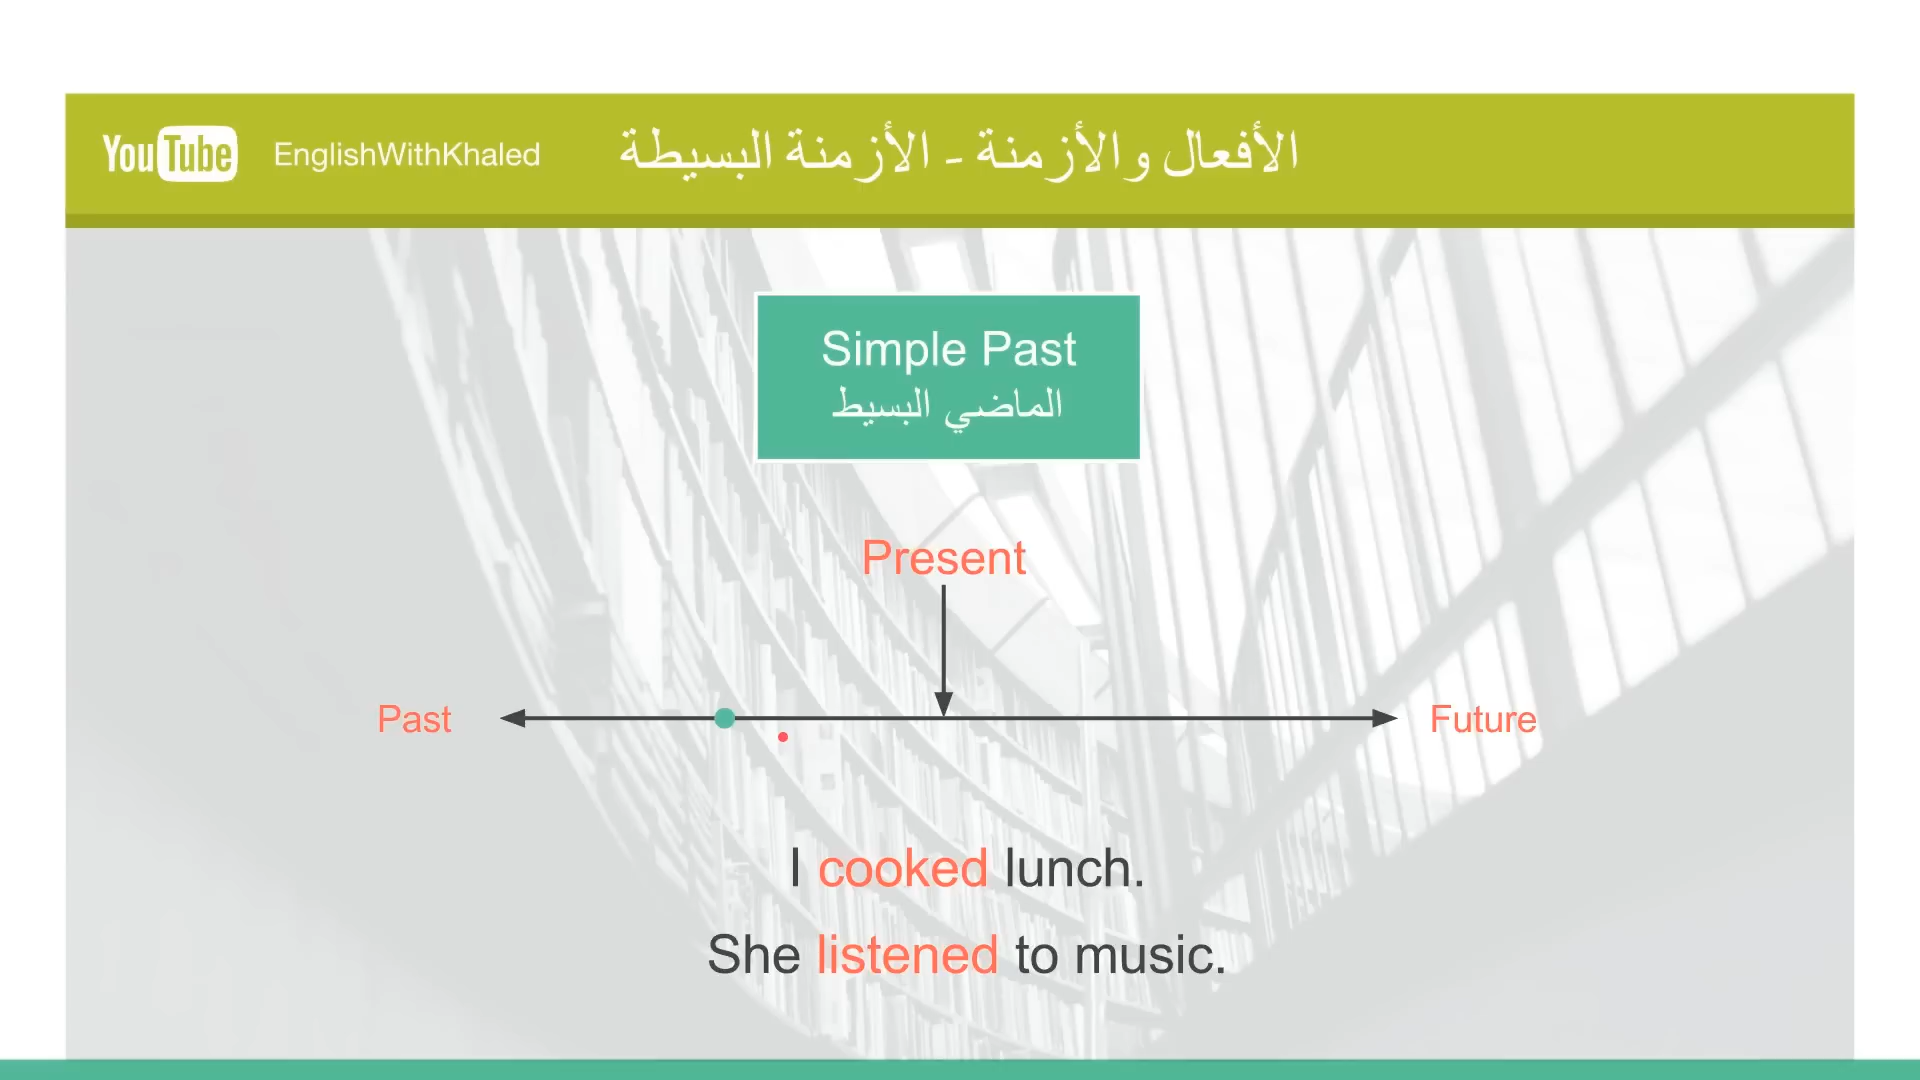 YouTube EnglishWithKhaled الأفعال والأزمنة - الأزمنة البسيطة
Simple Past
الماضي البسيط
Present
Past Future
I cooked lunch.
She listened to music.